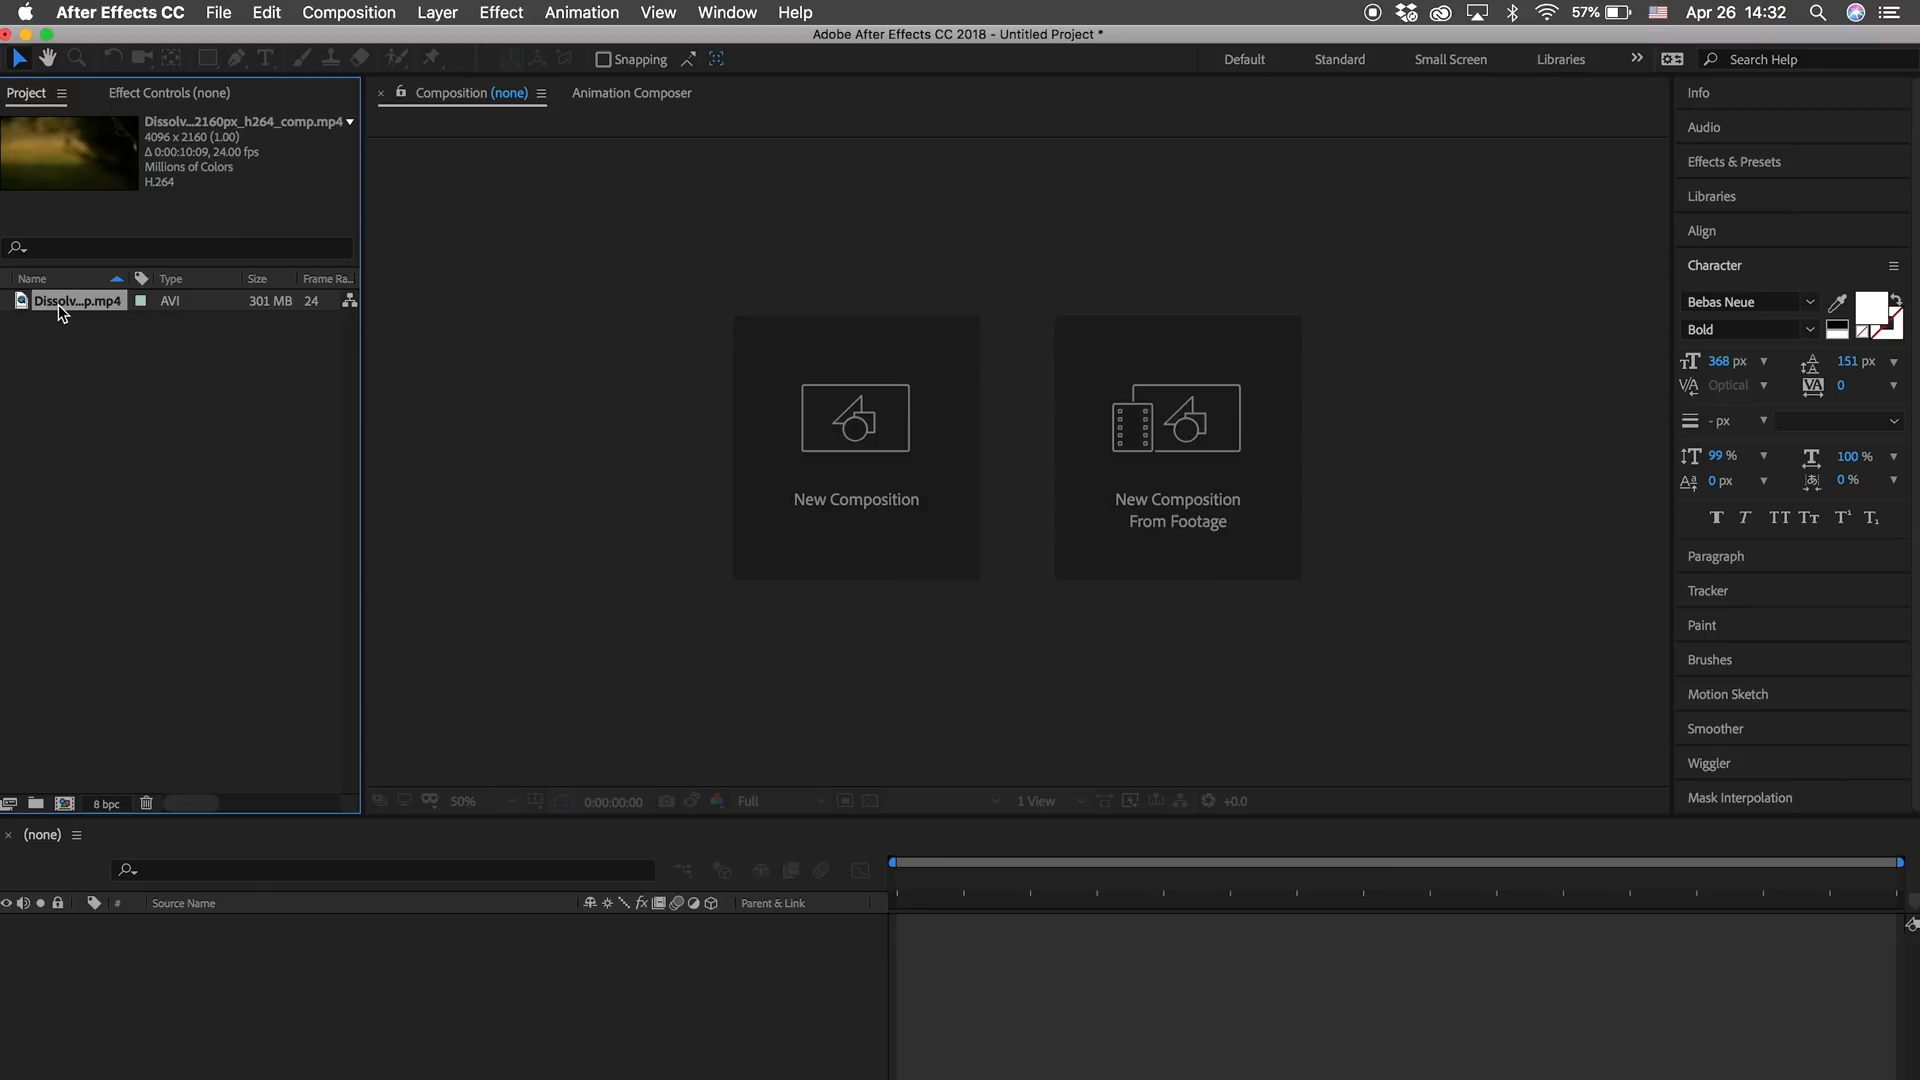 After Effects CC File Edit Composition Layer Effect Animation View Window Help 57% Apr 26 14:32
Adobe After Effects CC 2018 - Untitled Project *
Snapping Default Standard Small Screen Libraries Search Help
Project Effect Controls (none)
Composition (none) Animation Composer
Dissolv...2160px_h264_comp.mp4
4096 x 2160 (1.00)
Δ 0:00:10:09, 24.00 fps
Millions of Colors
H.264
Name Type Size Frame Ra...
Dissolv...p.mp4 AVI 301 MB 24
New Composition
New Composition
From Footage
Info
Audio
Effects & Presets
Libraries
Align
Character
Bebas Neue
Bold
368 px 151 px
Optical 0
- px
99 % 100 %
0 px 0 %
T T TT Tт T¹ T₁
Paragraph
Tracker
Paint
Brushes
Motion Sketch
Smoother
Wiggler
Mask Interpolation
8 bpc
50% 0:00:00:00 Full 1 View +0.0
(none)
# Source Name fx Parent & Link